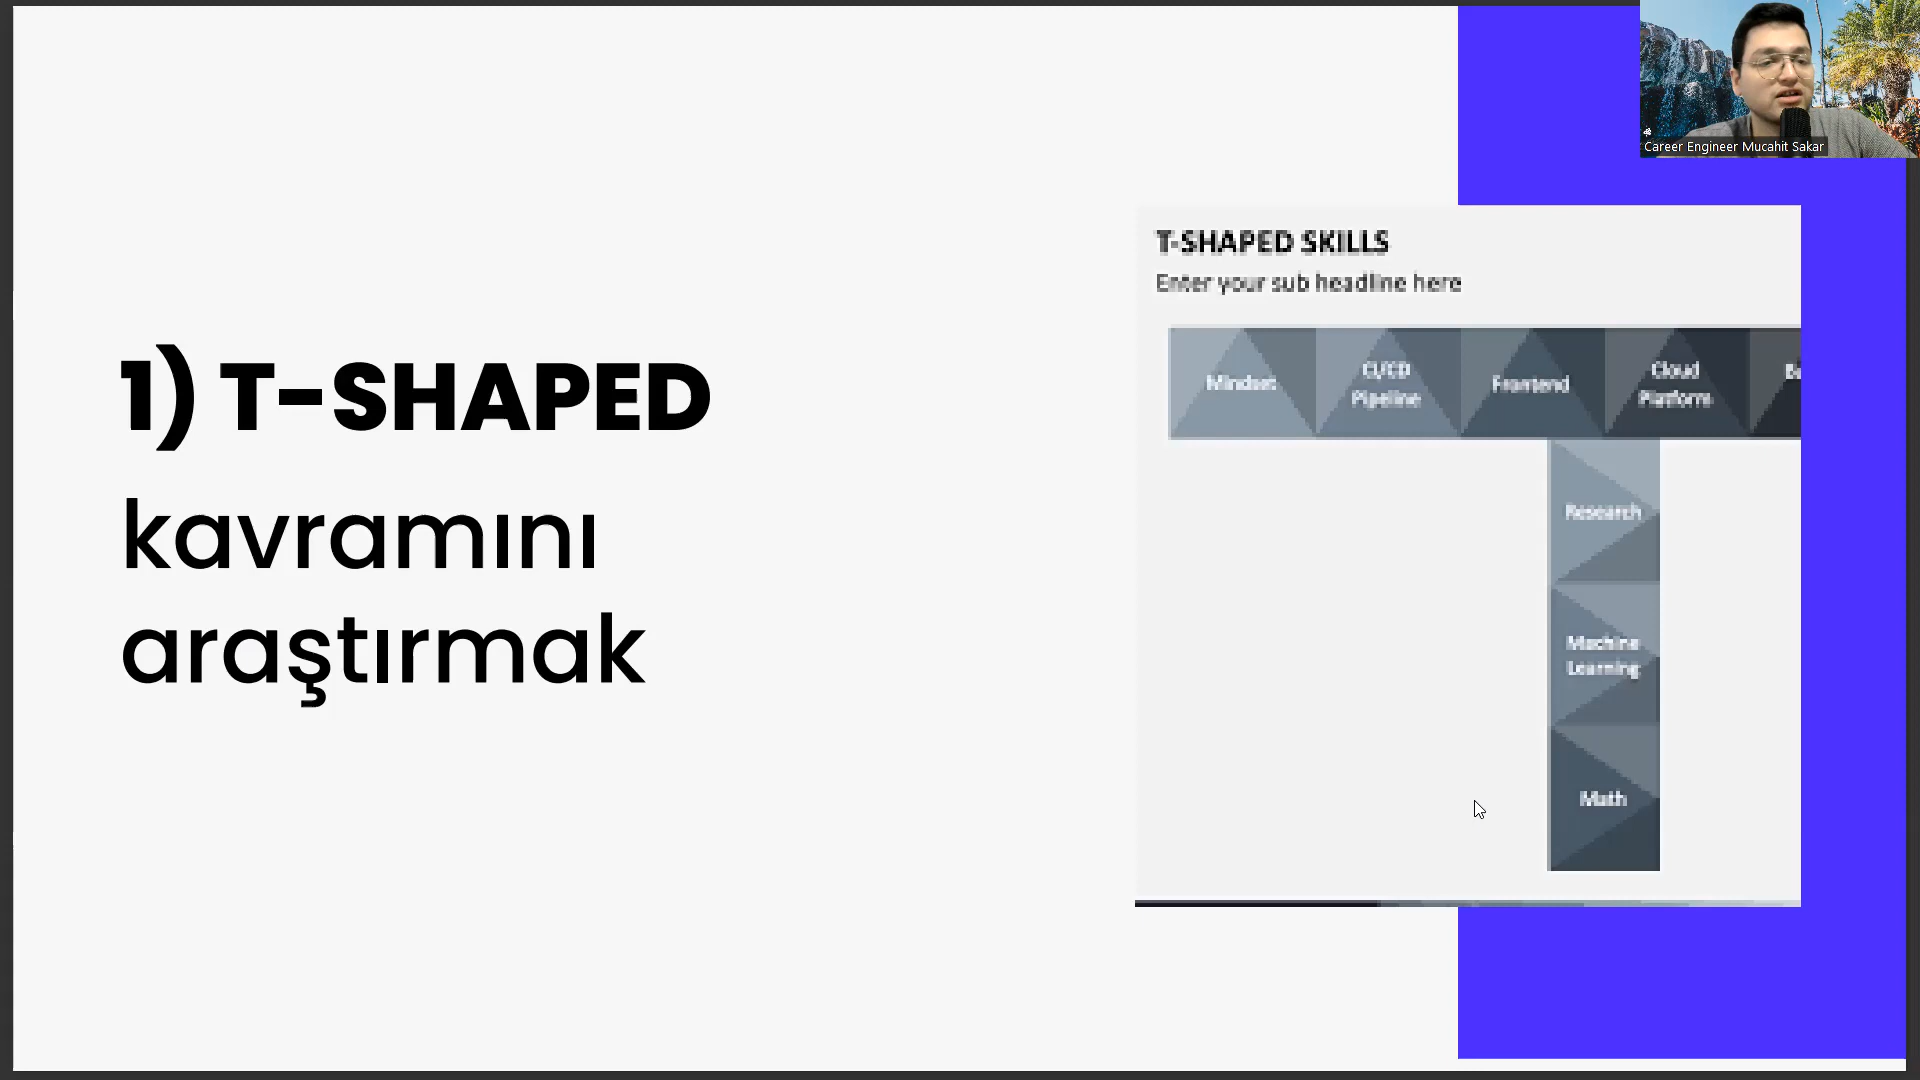 Career Engineer Mucahit Sakar
1) T-SHAPED
kavramını
araştırmak
T-SHAPED SKILLS
Enter your sub headline here
Mindset
CI/CD
Pipeline
Frontend
Cloud
Platform
Research
Machine
Learning
Math